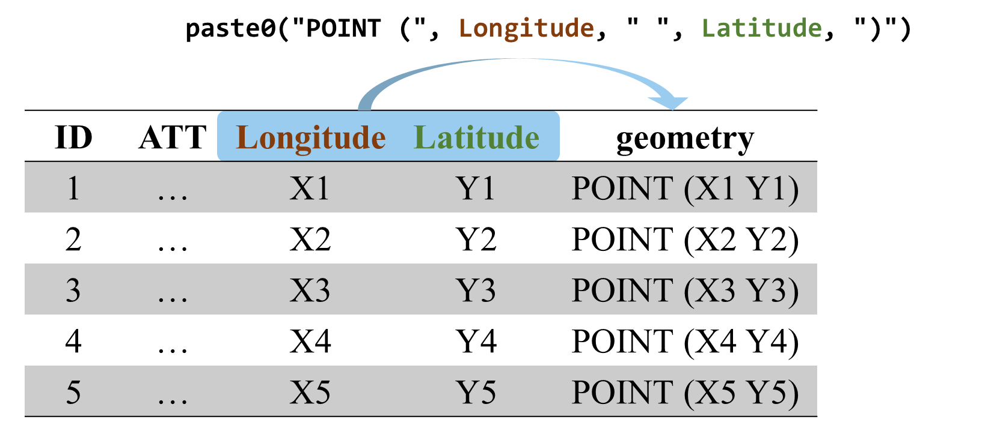 paste0("POINT (", Longitude, " ", Latitude, ")")
ID ATT Longitude Latitude geometry
1 … X1 Y1 POINT (X1 Y1)
2 … X2 Y2 POINT (X2 Y2)
3 … X3 Y3 POINT (X3 Y3)
4 … X4 Y4 POINT (X4 Y4)
5 … X5 Y5 POINT (X5 Y5)